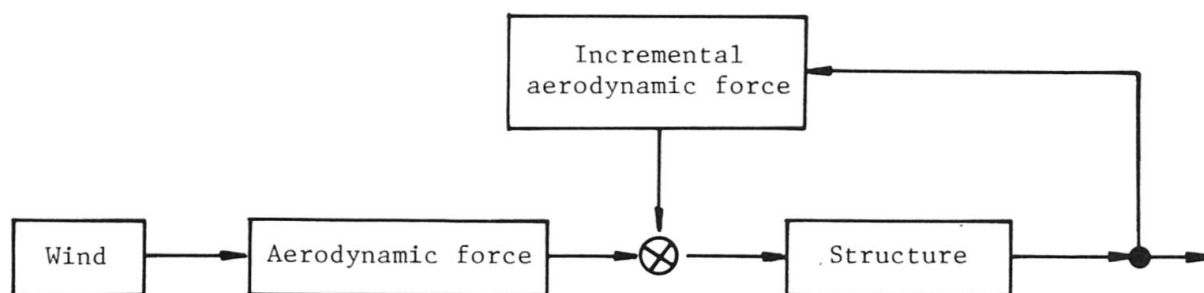 Incremental
aerodynamic force
Wind
Aerodynamic force
Structure